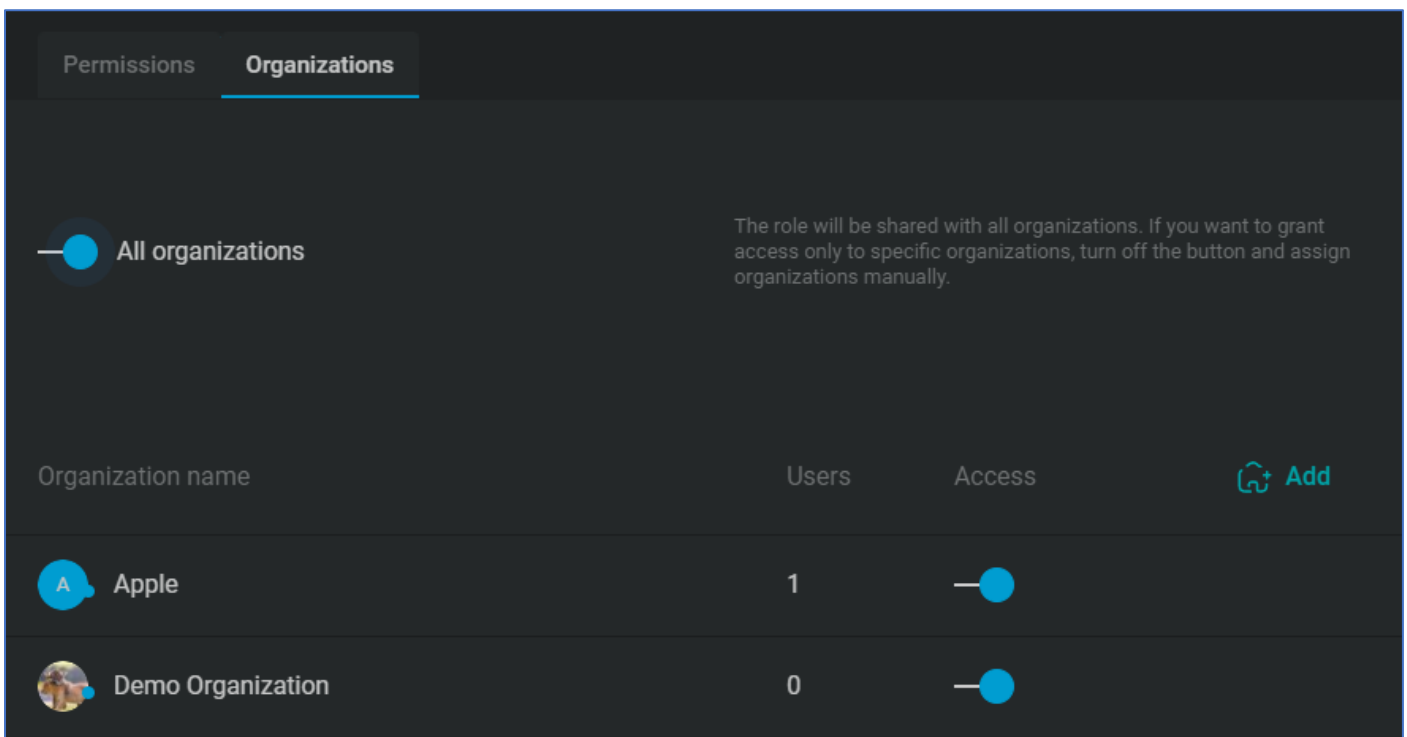 Permissions Organizations
All organizations
The role will be shared with all organizations. If you want to grant
access only to specific organizations, turn off the button and assign
organizations manually.
Organization name Users Access Add
A Apple 1
Demo Organization 0